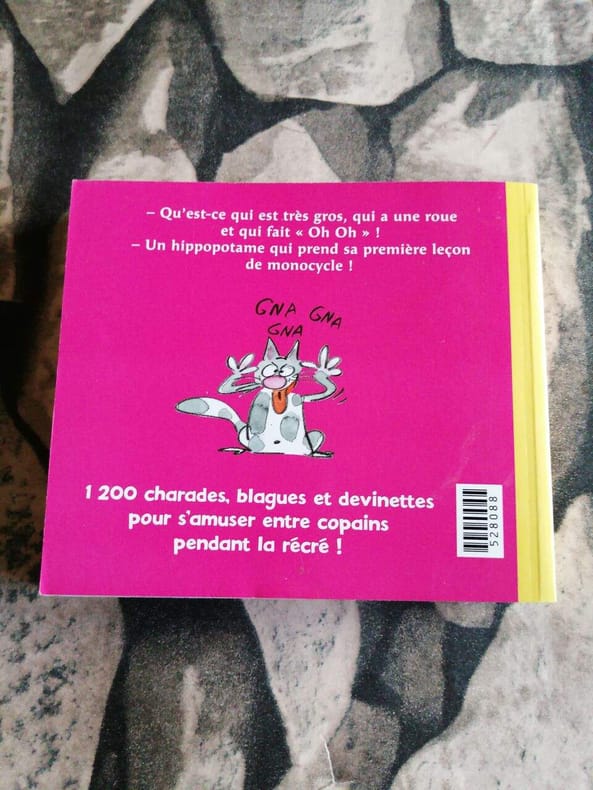 – Qu'est-ce qui est très gros, qui a une roue
et qui fait « Oh Oh » !
– Un hippopotame qui prend sa première leçon
de monocycle !
GNA GNA
GNA
1 200 charades, blagues et devinettes
pour s'amuser entre copains
pendant la récré !
528088